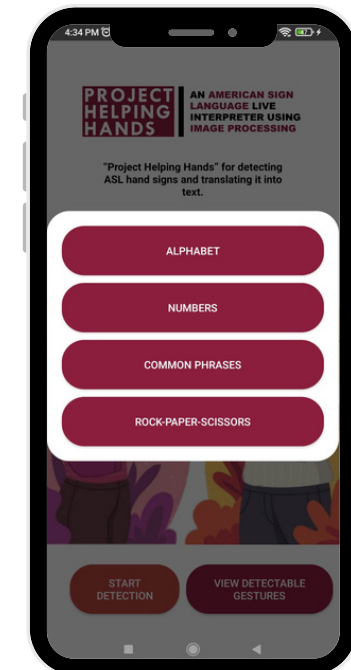 4:34 PM
PROJECT
HELPING
HANDS
AN AMERICAN SIGN
LANGUAGE LIVE
INTERPRETER USING
IMAGE PROCESSING
"Project Helping Hands" for detecting
ASL hand signs and translating it into
text.
ALPHABET
NUMBERS
COMMON PHRASES
ROCK-PAPER-SCISSORS
START
DETECTION
VIEW DETECTABLE
GESTURES